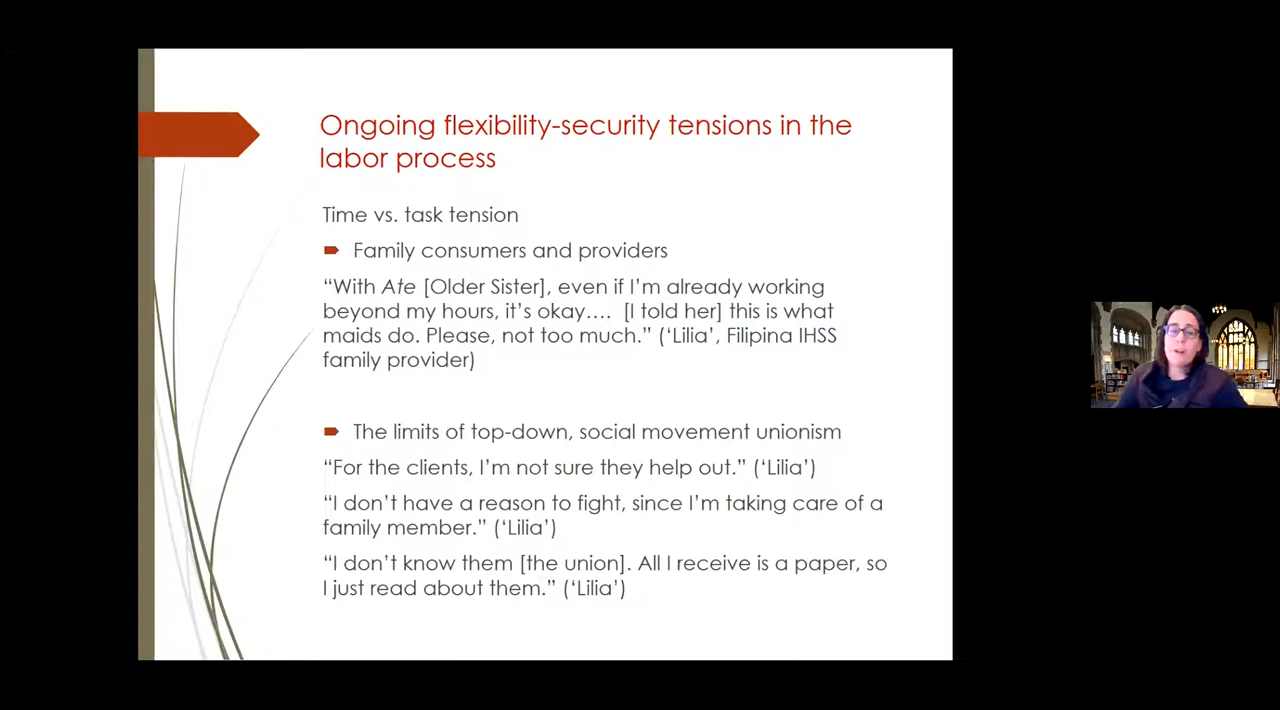 Ongoing flexibility-security tensions in the
labor process
Time vs. task tension
Family consumers and providers
“With Ate [Older Sister], even if I’m already working
beyond my hours, it’s okay…. [I told her] this is what
maids do. Please, not too much.” (‘Lilia’, Filipina IHSS
family provider)
The limits of top-down, social movement unionism
“For the clients, I’m not sure they help out.” (‘Lilia’)
“I don’t have a reason to fight, since I’m taking care of a
family member.” (‘Lilia’)
“I don’t know them [the union]. All I receive is a paper, so
I just read about them.” (‘Lilia’)